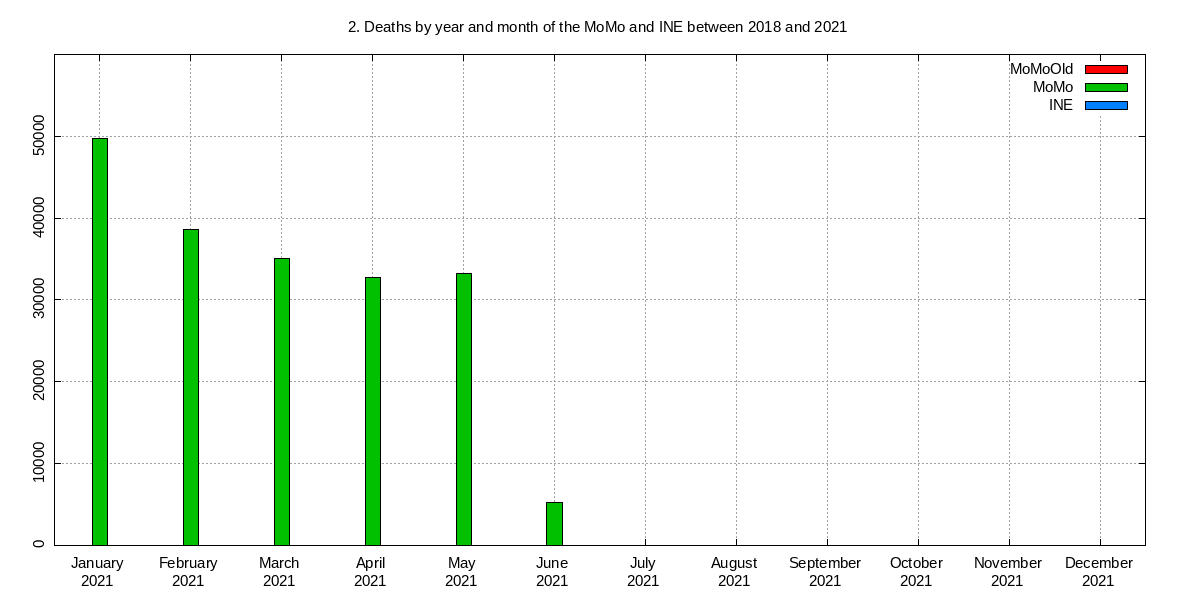 2. Deaths by year and month of the MoMo and INE between 2018 and 2021
MoMoOld
MoMo
INE
50000
40000
30000
20000
10000
0
January February March April May June July August September October November December
2021 2021 2021 2021 2021 2021 2021 2021 2021 2021 2021 2021